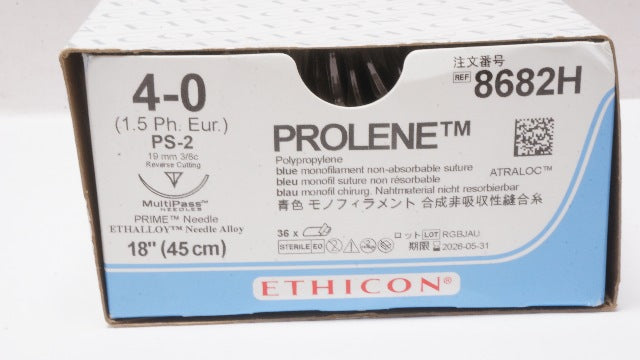 4-0
(1.5 Ph. Eur.)
PS-2
19 mm 3/8c
Reverse Cutting
MultiPass™
NEEDLES
PRIME™ Needle
ETHALLOY™ Needle Alloy
18" (45 cm)
注文番号
REF 8682H
PROLENE™
Polypropylene
blue monofilament non-absorbable suture
bleu monofil suture non résorbable
blau monofil chirurg. Nahtmaterial nicht resorbierbar
青色 モノフィラメント 合成非吸収性縫合糸
ATRALOC™
36 x
STERILE EO
ロット LOT RGBJAU
期限 2026-05-31
ETHICON®